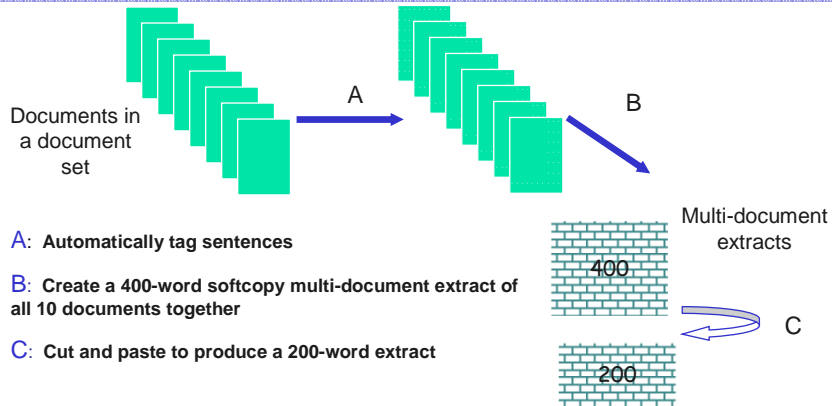 A
B
Documents in
a document
set
Multi-document
extracts
A: Automatically tag sentences
400
B: Create a 400-word softcopy multi-document extract of
all 10 documents together
C
C: Cut and paste to produce a 200-word extract
200